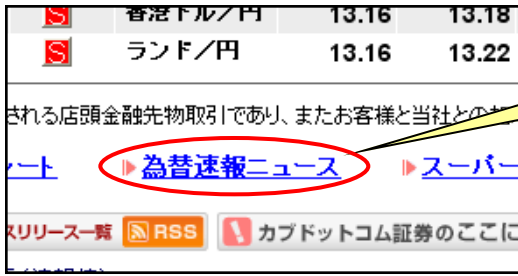 S 香港ドル／円 13.16 13.18
S ランド／円 13.16 13.22
される店頭金融先物取引であり、またお客様と当社との
ート 為替速報ニュース スーパー
スリリース一覧 RSS カブドットコム証券のここに